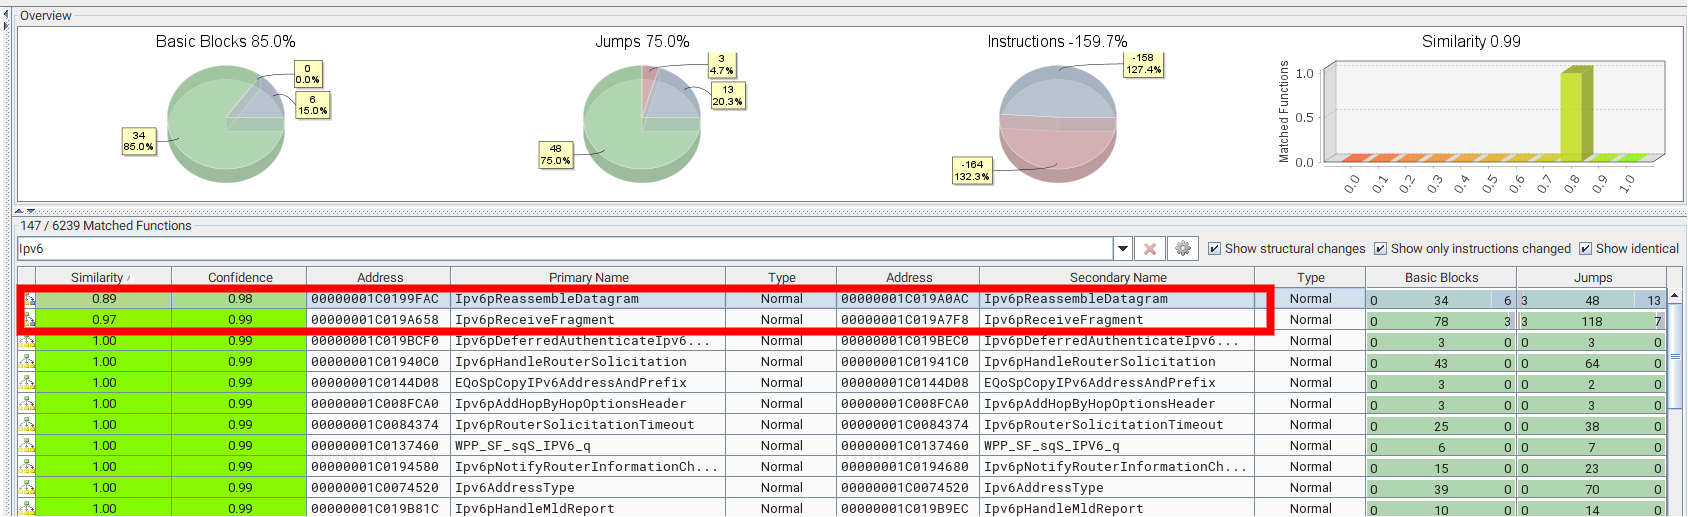 Overview
Basic Blocks 85.0% Jumps 75.0% Instructions -159.7% Similarity 0.99
0
0.0%
6
15.0%
34
85.0%
3
4.7%
13
20.3%
48
75.0%
-158
127.4%
-164
132.3%
Matched Functions
1.0
0.5
0.0
0.0 0.1 0.2 0.3 0.4 0.5 0.6 0.7 0.8 0.9 1.0
147 / 6239 Matched Functions
Ipv6 Show structural changes Show only instructions changed Show identical
Similarity Confidence Address Primary Name Type Address Secondary Name Type Basic Blocks Jumps
0.89 0.98 00000001C0199FAC Ipv6pReassembleDatagram Normal 00000001C019A0AC Ipv6pReassembleDatagram Normal 0 34 6 3 48 13
0.97 0.99 00000001C019A658 Ipv6pReceiveFragment Normal 00000001C019A7F8 Ipv6pReceiveFragment Normal 0 78 3 3 118 7
1.00 0.99 00000001C019BCF0 Ipv6pDeferredAuthenticateIpv6... Normal 00000001C019BEC0 Ipv6pDeferredAuthenticateIpv6... Normal 0 3 0 0 3 0
1.00 0.99 00000001C01940C0 Ipv6pHandleRouterSolicitation Normal 00000001C01941C0 Ipv6pHandleRouterSolicitation Normal 0 43 0 0 64 0
1.00 0.99 00000001C0144D08 EQoSpCopyIPv6AddressAndPrefix Normal 00000001C0144D08 EQoSpCopyIPv6AddressAndPrefix Normal 0 3 0 0 2 0
1.00 0.99 00000001C008FCA0 Ipv6pAddHopByHopOptionsHeader Normal 00000001C008FCA0 Ipv6pAddHopByHopOptionsHeader Normal 0 3 0 0 3 0
1.00 0.99 00000001C0084374 Ipv6pRouterSolicitationTimeout Normal 00000001C0084374 Ipv6pRouterSolicitationTimeout Normal 0 25 0 0 38 0
1.00 0.99 00000001C0137460 WPP_SF_sqS_IPV6_q Normal 00000001C0137460 WPP_SF_sqS_IPV6_q Normal 0 6 0 0 7 0
1.00 0.99 00000001C0194580 Ipv6pNotifyRouterInformationCh... Normal 00000001C0194680 Ipv6pNotifyRouterInformationCh... Normal 0 15 0 0 23 0
1.00 0.99 00000001C0074520 Ipv6AddressType Normal 00000001C0074520 Ipv6AddressType Normal 0 39 0 0 70 0
1.00 0.99 00000001C019B81C Ipv6pHandleMldReport Normal 00000001C019B9EC Ipv6pHandleMldReport Normal 0 10 0 0 14 0